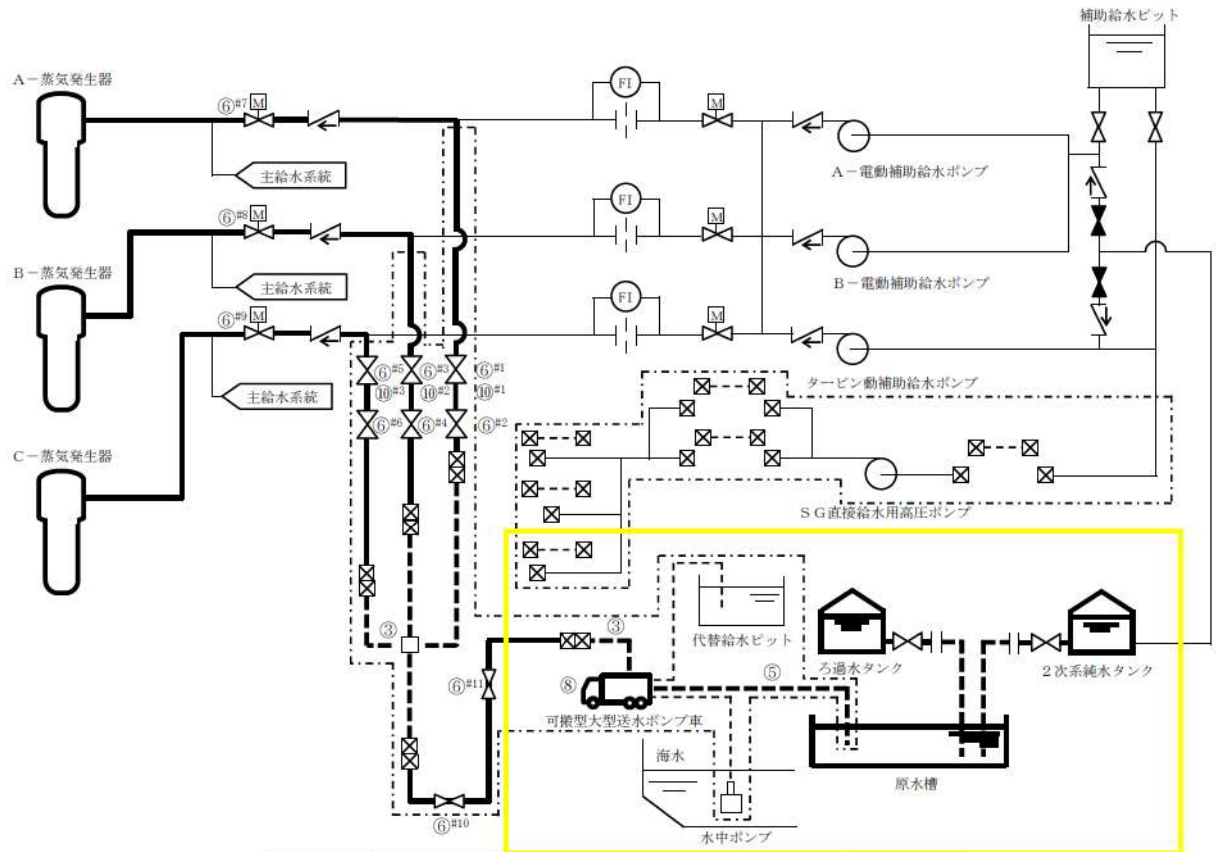 補助給水ピット
A-蒸気発生器
⑥#7
M
FI
M
主給水系統
A-電動補助給水ポンプ
⑥#8
M
FI
M
B-蒸気発生器
主給水系統
B-電動補助給水ポンプ
⑥#9
M
FI
M
⑥#5
⑥#3
⑥#1
タービン動補助給水ポンプ
主給水系統
⑩#3
⑩#2
⑩#1
⑥#6
⑥#4
⑥#2
C-蒸気発生器
SG直接給水用高圧ポンプ
③
③
代替給水ピット
ろ過水タンク
2次系純水タンク
⑥#11
⑧
⑤
可搬型大型送水ポンプ車
海水
原水槽
⑥#10
水中ポンプ